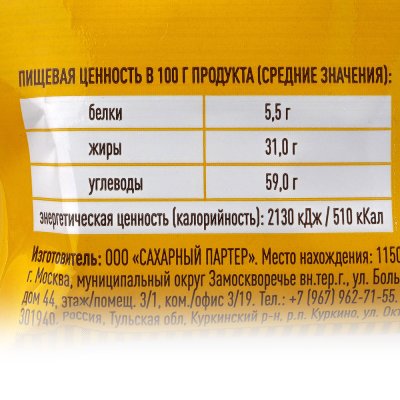 ПИЩЕВАЯ ЦЕННОСТЬ В 100 Г ПРОДУКТА (СРЕДНИЕ ЗНАЧЕНИЯ):
белки 5,5 г
жиры 31,0 г
углеводы 59,0 г
энергетическая ценность (калорийность): 2130 кДж / 510 кКал
Изготовитель: ООО «САХАРНЫЙ ПАРТЕР». Место нахождения: 1150
г. Москва, муниципальный округ Замоскворечье вн.тер.г., ул. Боль
дом 44, этаж/помещ. 3/1, ком./офис 3/19. Тел.: +7 (967) 962-71-55.
301940, Россия, Тульская обл, Куркинский р-н, р.п. Куркино, ул. Окт